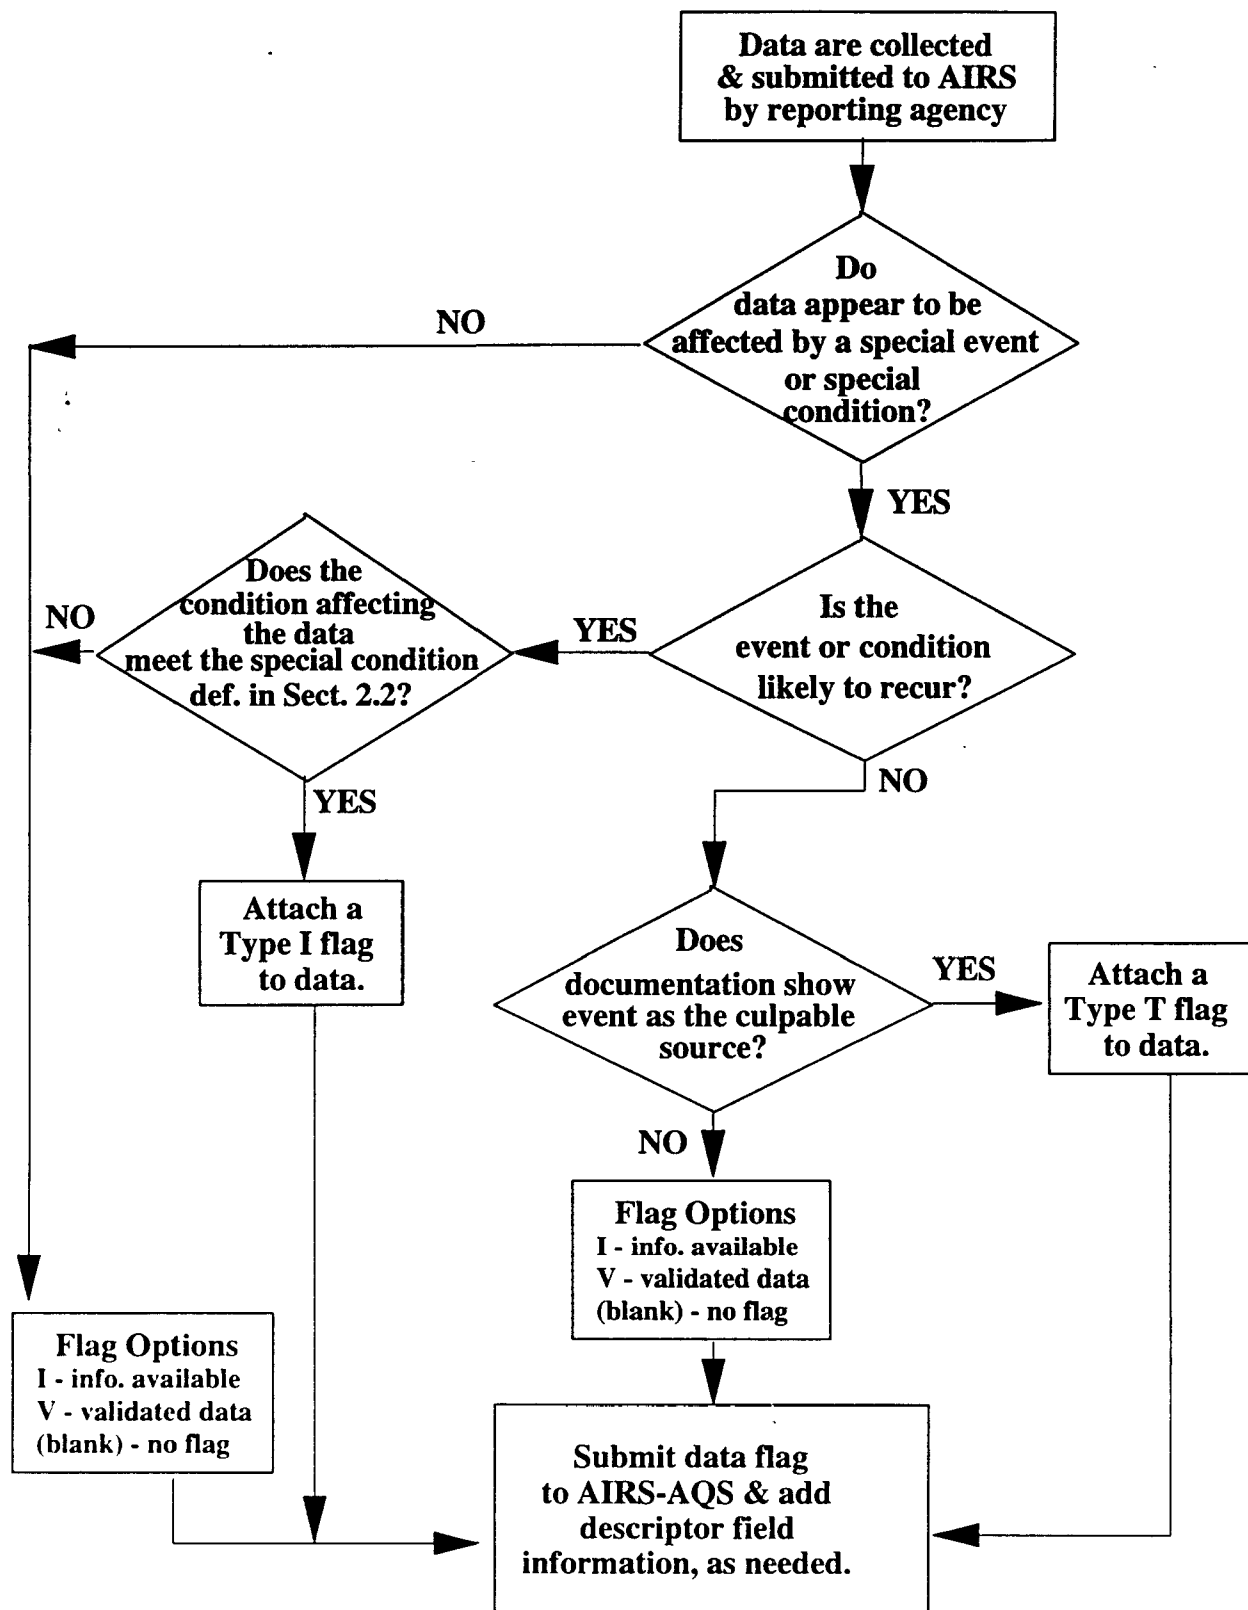 Data are collected
& submitted to AIRS
by reporting agency
Do
data appear to be
affected by a special event
or special
condition?
NO
YES
Does the
condition affecting
the data
meet the special condition
def. in Sect. 2.2?
NO
YES
Is the
event or condition
likely to recur?
YES
NO
Attach a
Type I flag
to data.
Does
documentation show
event as the culpable
source?
YES
Attach a
Type T flag
to data.
NO
Flag Options
I - info. available
V - validated data
(blank) - no flag
Flag Options
I - info. available
V - validated data
(blank) - no flag
Submit data flag
to AIRS-AQS & add
descriptor field
information, as needed.